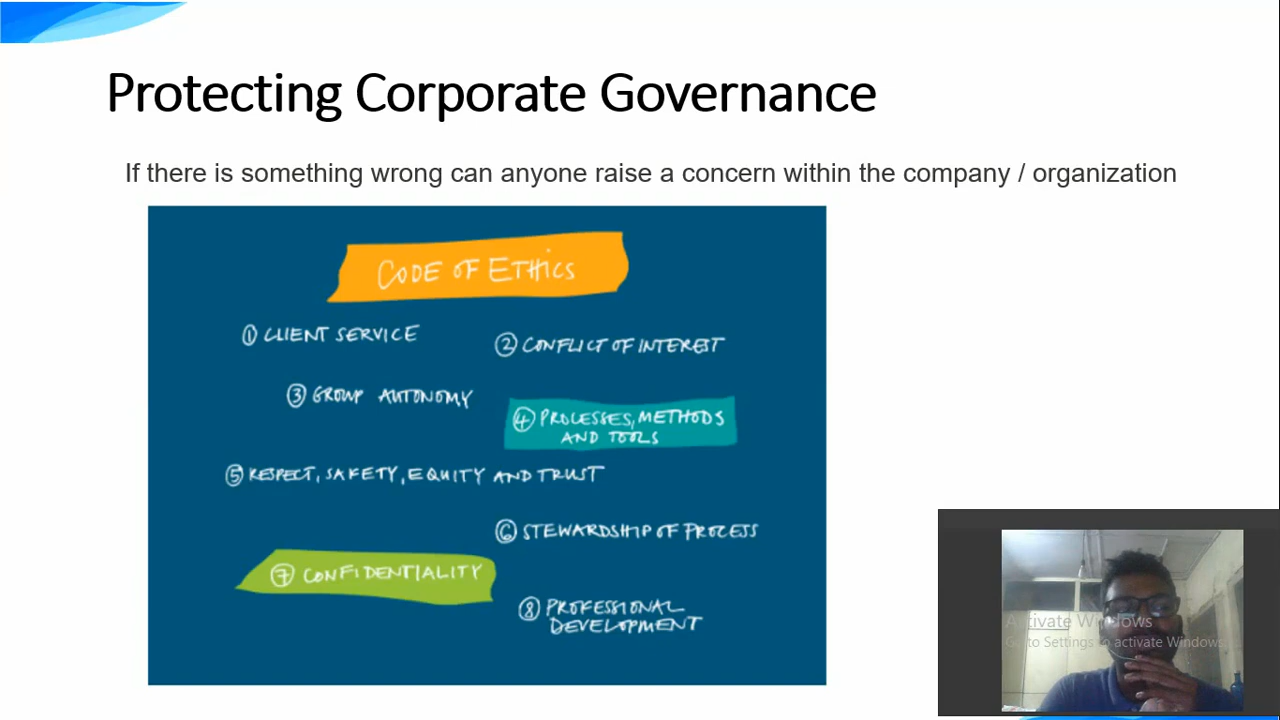 Protecting Corporate Governance
If there is something wrong can anyone raise a concern within the company / organization
CODE OF ETHICS
① CLIENT SERVICE
② CONFLICT OF INTEREST
③ GROUP AUTONOMY
④ PROCESSES, METHODS
AND TOOLS
⑤ RESPECT, SAFETY, EQUITY AND TRUST
⑥ STEWARDSHIP OF PROCESS
⑦ CONFIDENTIALITY
⑧ PROFESSIONAL
DEVELOPMENT
Activate Windows
Go to Settings to activate Windows.